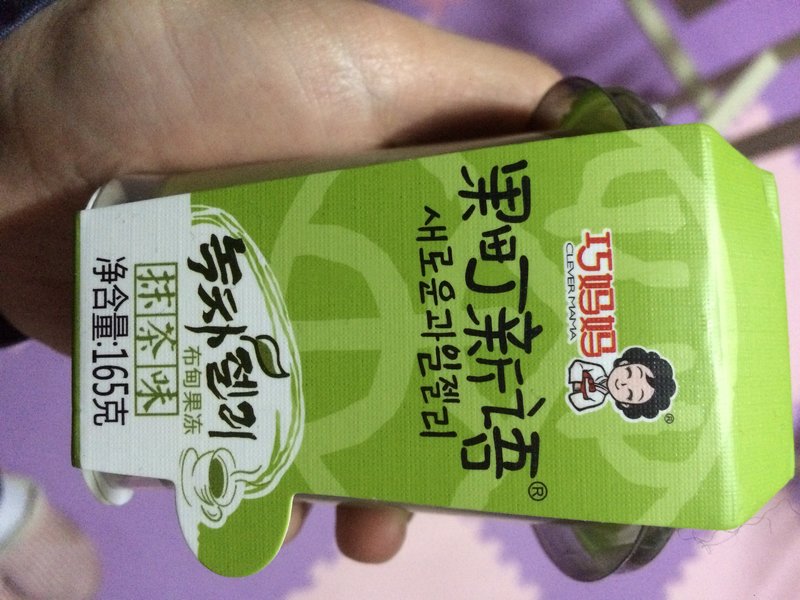 巧妈妈
CLEVER MAMA
®
果町新语®
새로운과일젤리
녹차젤리
布甸果冻
抹茶味
净含量:165克